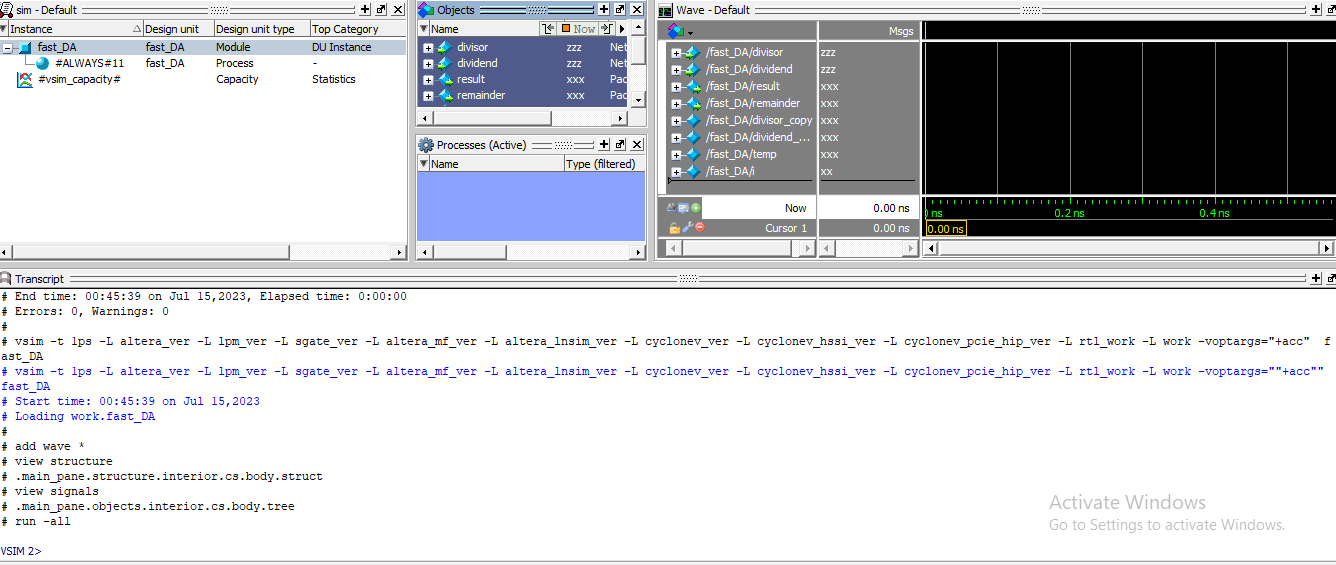 sim - Default
Instance Design unit Design unit type Top Category
fast_DA fast_DA Module DU Instance
#ALWAYS#11 fast_DA Process -
#vsim_capacity# Capacity Statistics
Objects
Name Now
divisor zzz Net
dividend zzz Net
result xxx Pac
remainder xxx Pac
Processes (Active)
Name Type (filtered)
Wave - Default
Msgs
/fast_DA/divisor zzz
/fast_DA/dividend zzz
/fast_DA/result xxx
/fast_DA/remainder xxx
/fast_DA/divisor_copy xxx
/fast_DA/dividend_... xxx
/fast_DA/temp xxx
/fast_DA/i xx
Now 0.00 ns ns 0.2 ns 0.4 ns
Cursor 1 0.00 ns 0.00 ns
Transcript
# End time: 00:45:39 on Jul 15,2023, Elapsed time: 0:00:00
# Errors: 0, Warnings: 0
#
# vsim -t 1ps -L altera_ver -L lpm_ver -L sgate_ver -L altera_mf_ver -L altera_lnsim_ver -L cyclonev_ver -L cyclonev_hssi_ver -L cyclonev_pcie_hip_ver -L rtl_work -L work -voptargs="+acc"  f
ast_DA
# vsim -t 1ps -L altera_ver -L lpm_ver -L sgate_ver -L altera_mf_ver -L altera_lnsim_ver -L cyclonev_ver -L cyclonev_hssi_ver -L cyclonev_pcie_hip_ver -L rtl_work -L work -voptargs=""+acc""
fast_DA
# Start time: 00:45:39 on Jul 15,2023
# Loading work.fast_DA
#
# add wave *
# view structure
# .main_pane.structure.interior.cs.body.struct
# view signals
# .main_pane.objects.interior.cs.body.tree
# run -all
VSIM 2>
Activate Windows
Go to Settings to activate Windows.